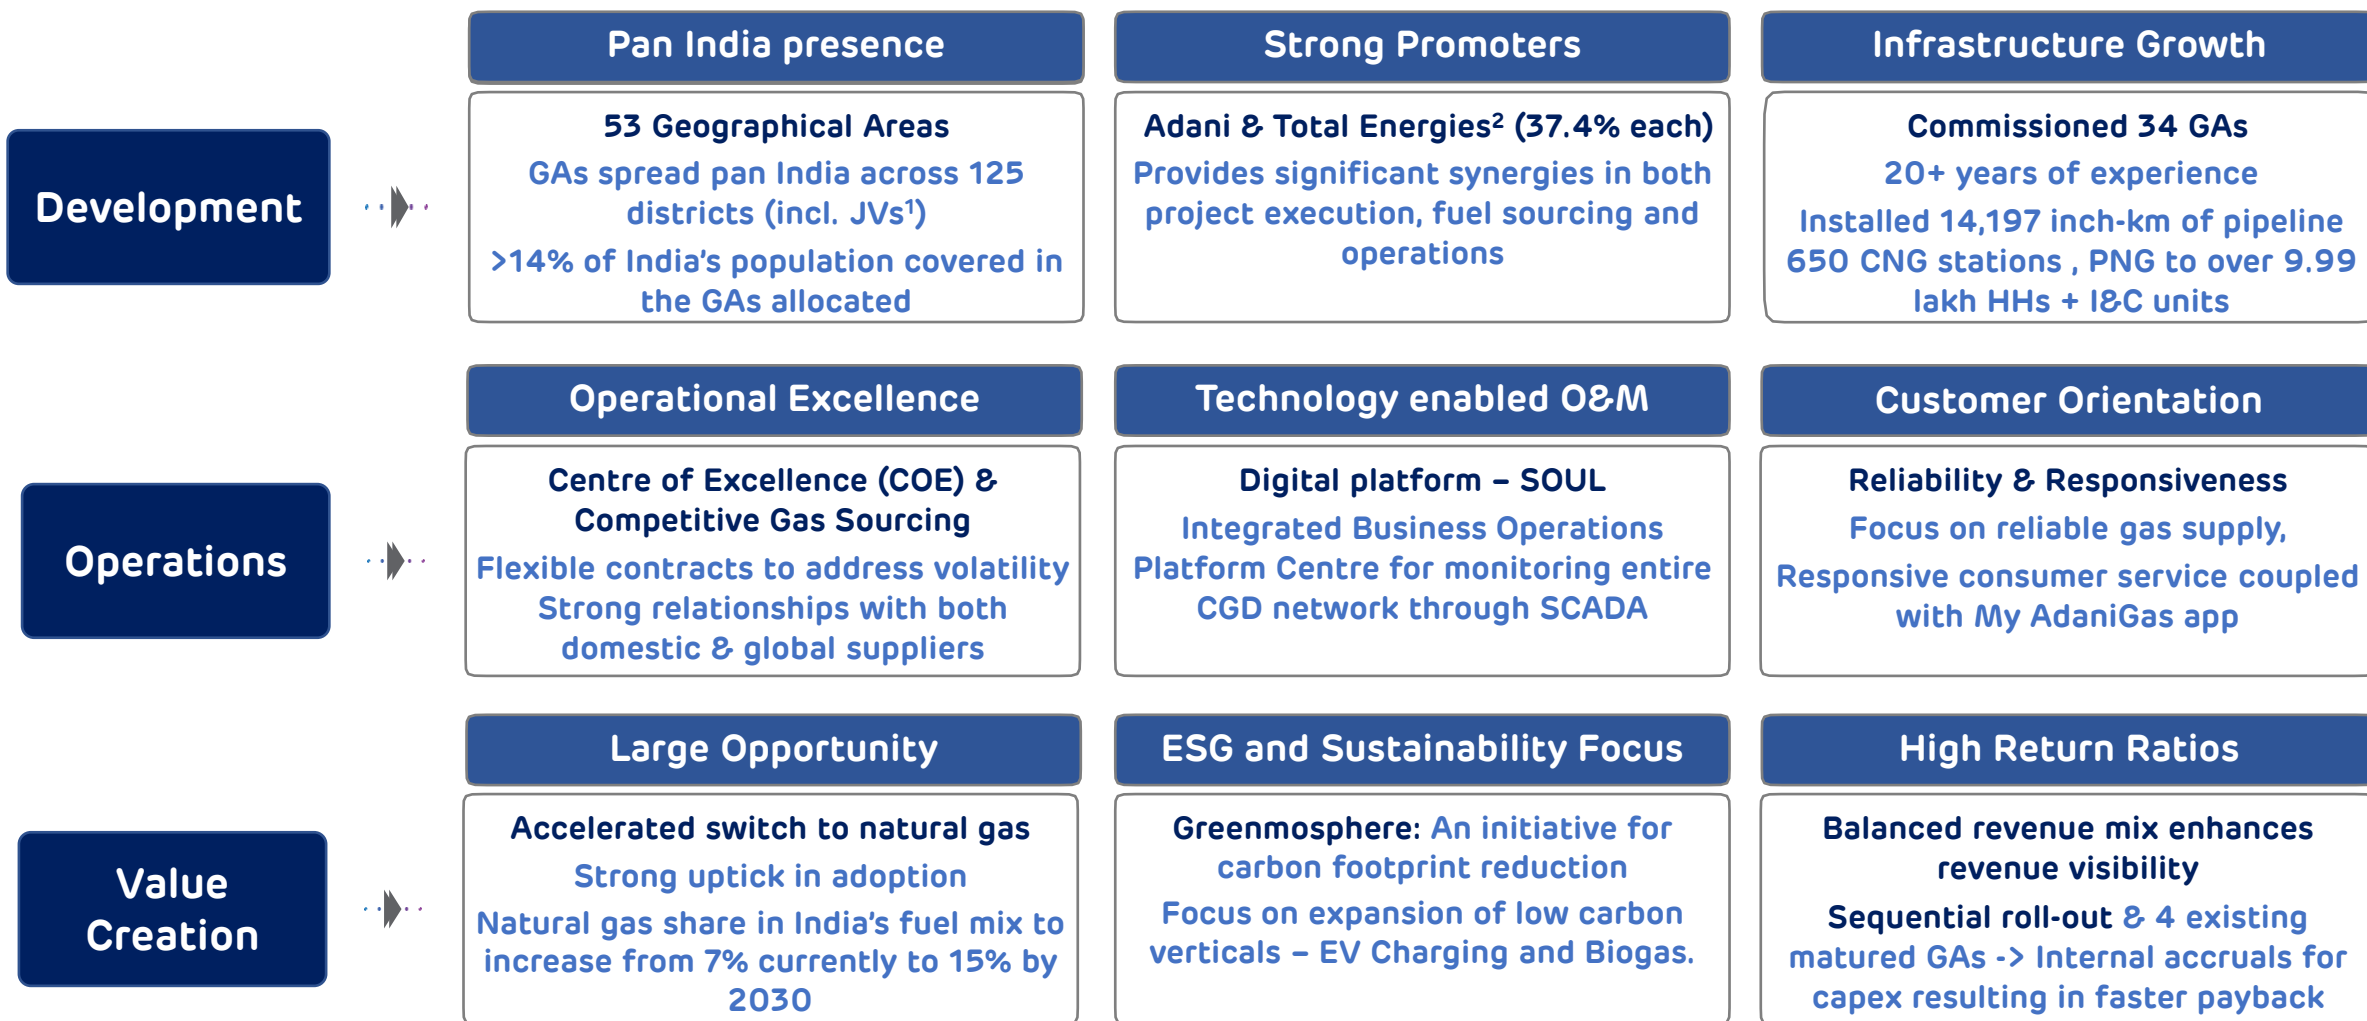 Pan India presence
Strong Promoters
Infrastructure Growth
Development
53 Geographical Areas
GAs spread pan India across 125
districts (incl. JVs¹)
>14% of India's population covered in
the GAs allocated
Adani & Total Energies² (37.4% each)
Provides significant synergies in both
project execution, fuel sourcing and
operations
Commissioned 34 GAs
20+ years of experience
Installed 14,197 inch-km of pipeline
650 CNG stations , PNG to over 9.99
lakh HHs + I&C units
Operational Excellence
Technology enabled O&M
Customer Orientation
Operations
Centre of Excellence (COE) &
Competitive Gas Sourcing
Flexible contracts to address volatility
Strong relationships with both
domestic & global suppliers
Digital platform – SOUL
Integrated Business Operations
Platform Centre for monitoring entire
CGD network through SCADA
Reliability & Responsiveness
Focus on reliable gas supply,
Responsive consumer service coupled
with My AdaniGas app
Large Opportunity
ESG and Sustainability Focus
High Return Ratios
Value
Creation
Accelerated switch to natural gas
Strong uptick in adoption
Natural gas share in India's fuel mix to
increase from 7% currently to 15% by
2030
Greenmosphere: An initiative for
carbon footprint reduction
Focus on expansion of low carbon
verticals – EV Charging and Biogas.
Balanced revenue mix enhances
revenue visibility
Sequential roll-out & 4 existing
matured GAs -> Internal accruals for
capex resulting in faster payback